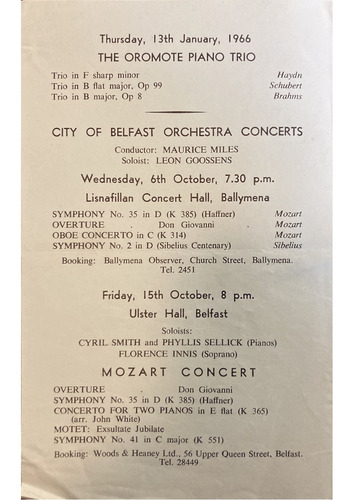 Thursday, 13th January, 1966
THE OROMOTE PIANO TRIO
Trio in F sharp minor Haydn
Trio in B flat major, Op 99 Schubert
Trio in B major, Op 8 Brahms
CITY OF BELFAST ORCHESTRA CONCERTS
Conductor: MAURICE MILES
Soloist: LEON GOOSSENS
Wednesday, 6th October, 7.30 p.m.
Lisnafillan Concert Hall, Ballymena
SYMPHONY No. 35 in D (K 385) (Haffner) Mozart
OVERTURE . Don Giovanni . Mozart
OBOE CONCERTO in C (K 314) Mozart
SYMPHONY No. 2 in D (Sibelius Centenary) Sibelius
Booking: Ballymena Observer, Church Street, Ballymena.
Tel. 2451
Friday, 15th October, 8 p.m.
Ulster Hall, Belfast
Soloists:
CYRIL SMITH and PHYLLIS SELLICK (Pianos)
FLORENCE INNIS (Soprano)
MOZART CONCERT
OVERTURE . Don Giovanni
SYMPHONY No. 35 in D (K 385) (Haffner)
CONCERTO FOR TWO PIANOS in E flat (K 365)
(arr. John White)
MOTET: Exsultate Jubilate
SYMPHONY No. 41 in C major (K 551)
Booking: Woods & Heaney Ltd., 56 Upper Queen Street, Belfast.
Tel. 28449